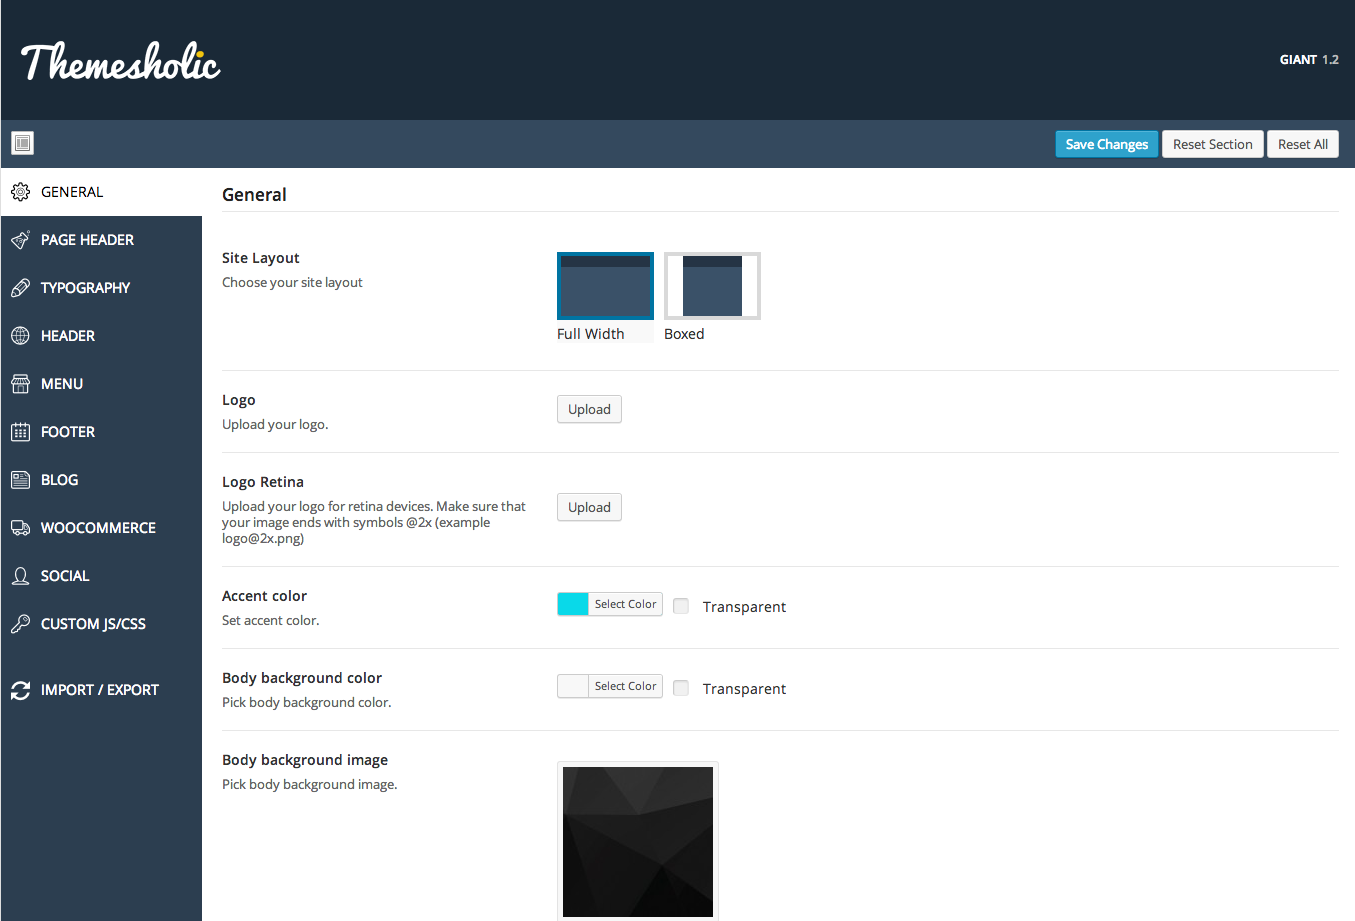 Themesholic
GIANT 1.2
Save Changes
Reset Section
Reset All
GENERAL
PAGE HEADER
TYPOGRAPHY
HEADER
MENU
FOOTER
BLOG
WOOCOMMERCE
SOCIAL
CUSTOM JS/CSS
IMPORT / EXPORT
General
Site Layout
Choose your site layout
Full Width
Boxed
Logo
Upload your logo.
Upload
Logo Retina
Upload your logo for retina devices. Make sure that
your image ends with symbols @2x (example
logo@2x.png)
Upload
Accent color
Set accent color.
Select Color
Transparent
Body background color
Pick body background color.
Select Color
Transparent
Body background image
Pick body background image.